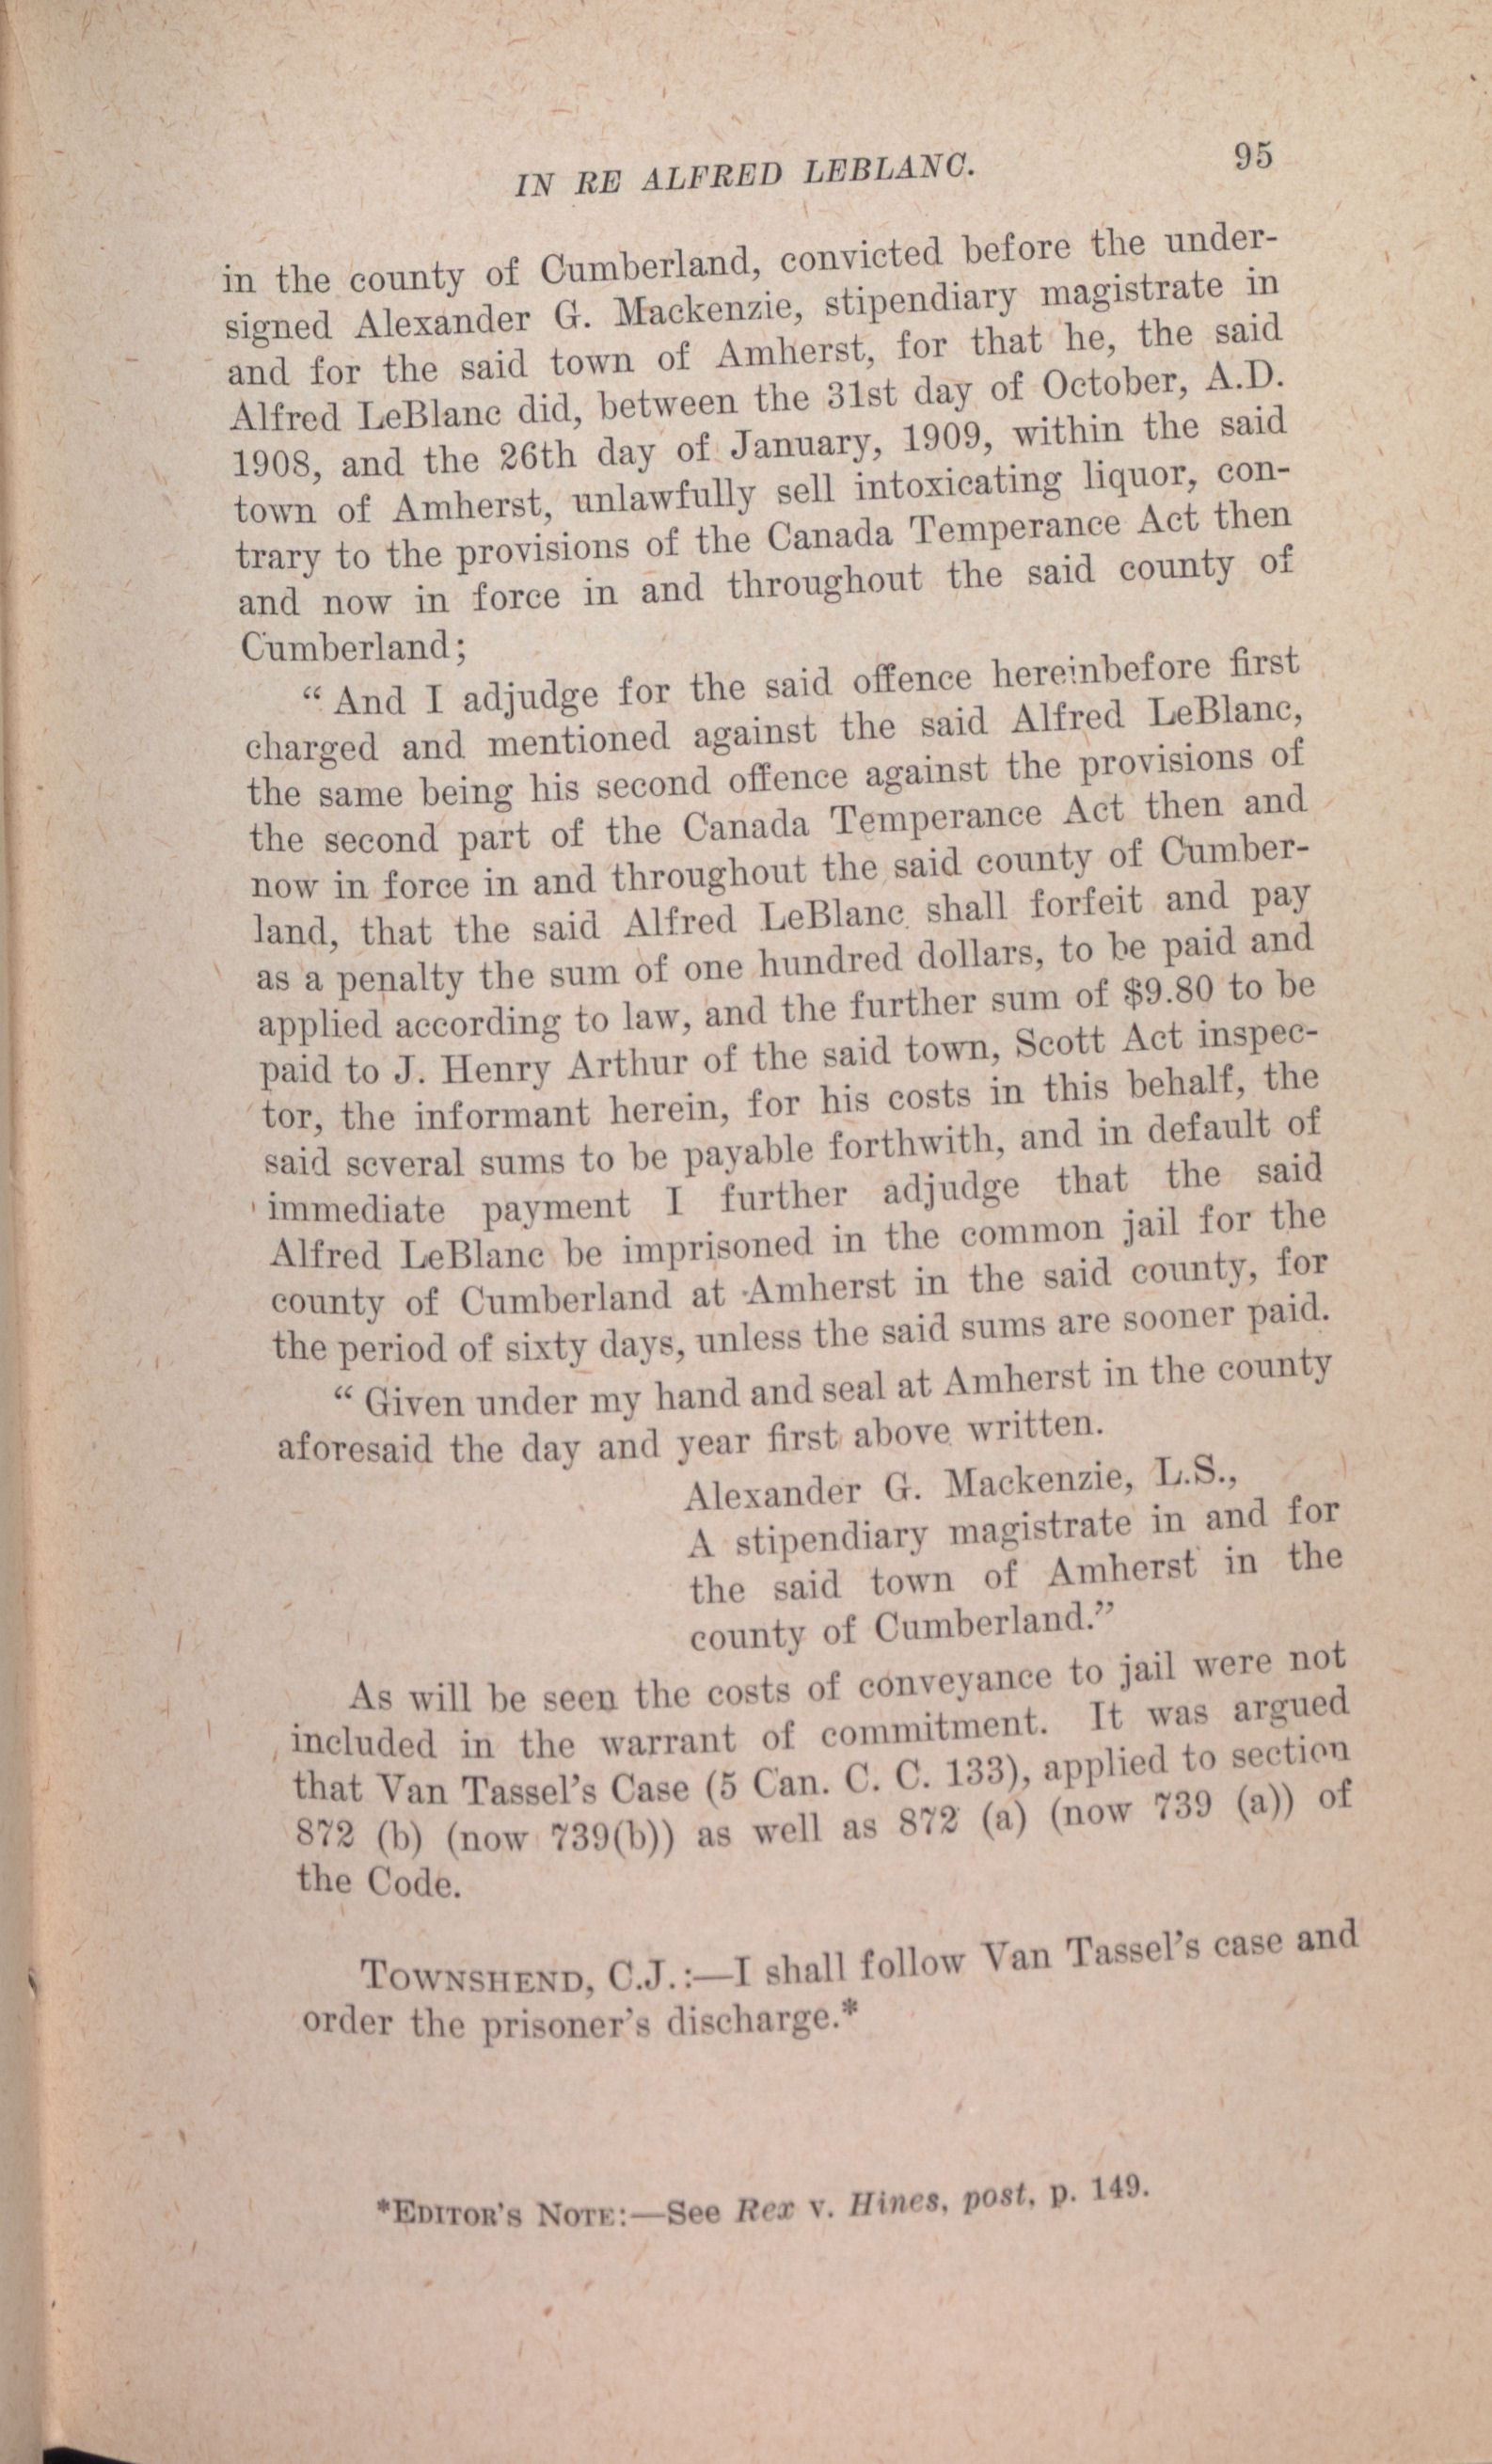 IN RE ALFRED LEBLANC. 95
in the county of Cumberland, convicted before the under-
signed Alexander G. Mackenzie, stipendiary magistrate in
and for the said town of Amherst, for that he, the said
Alfred LeBlanc did, between the 31st day of October, A.D.
1908, and the 26th day of January, 1909, within the said
town of Amherst, unlawfully sell intoxicating liquor, con-
trary to the provisions of the Canada Temperance Act then
and now in force in and throughout the said county of
Cumberland;
“And I adjudge for the said offence hereinbefore first
charged and mentioned against the said Alfred LeBlanc,
the same being his second offence against the provisions of
the second part of the Canada Temperance Act then and
now in force in and throughout the said county of Cumber-
land, that the said Alfred LeBlanc shall forfeit and pay
as a penalty the sum of one hundred dollars, to be paid and
applied according to law, and the further sum of $9.80 to be
paid to J. Henry Arthur of the said town, Scott Act inspec-
tor, the informant herein, for his costs in this behalf, the
said several sums to be payable forthwith, and in default of
immediate payment I further adjudge that the said
Alfred LeBlanc be imprisoned in the common jail for the
county of Cumberland at Amherst in the said county, for
the period of sixty days, unless the said sums are sooner paid.
“Given under my hand and seal at Amherst in the county
aforesaid the day and year first above written.
Alexander G. Mackenzie, L.S.,
A stipendiary magistrate in and for
the said town of Amherst in the
county of Cumberland.”
As will be seen the costs of conveyance to jail were not
included in the warrant of commitment. It was argued
that Van Tassel’s Case (5 Can. C. C. 133), applied to section
872 (b) (now 739(b)) as well as 872 (a) (now 739 (a)) of
the Code.
TOWNSHEND, C.J.:—I shall follow Van Tassel’s case and
order the prisoner’s discharge.*
*EDITOR’S NOTE:—See Rex v. Hines, post, p. 149.